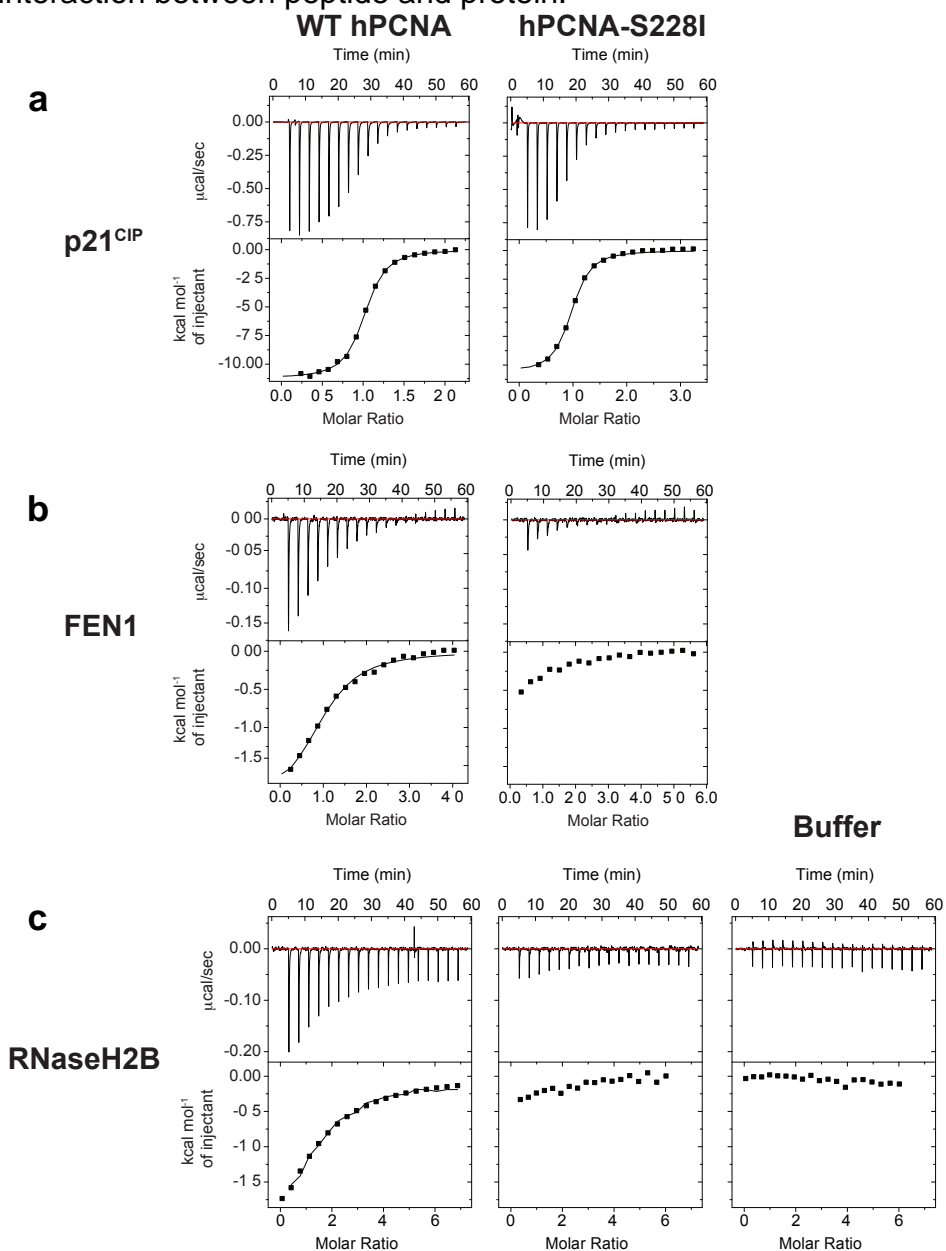 interaction between peptide and protein.
WT hPCNA hPCNA-S228I
Time (min) Time (min)
a
0 10 20 30 40 50 60 0 10 20 30 40 50 60
0.00
-0.25
-0.50
-0.75
µcal/sec
p21CIP
0.00
-2.5
-5 0
-7.5
-10.00
kcal mol-1
of injectant
0.0 0 5 1.0 1.5 2 0 0 0 1 0 2.0 3.0
Molar Ratio Molar Ratio
Time (min) Time (min)
b
0 10 20 30 40 50 60 0 10 20 30 40 50 60
0 00
-0 05
-0.10
-0.15
µcal/sec
FEN1
0 00
-0.5
-1.0
-1.5
kcal mol-1
of injectant
0.0 1.0 2.0 3.0 4 0 0.0 1.0 2 0 3.0 4.0 5 0 6.0
Molar Ratio Molar Ratio
Buffer
Time (min) Time (min) Time (min)
c
0 10 20 30 40 50 60 0 10 20 30 40 50 60 0 10 20 30 40 50 60
0.00
-0.10
-0.20
µcal/sec
RNaseH2B
0.00
-0.5
-1 0
-1 5
kcal mol-1
of injectant
0 2 4 6 0 2 4 6 0 2 4 6
Molar Ratio Molar Ratio Molar Ratio